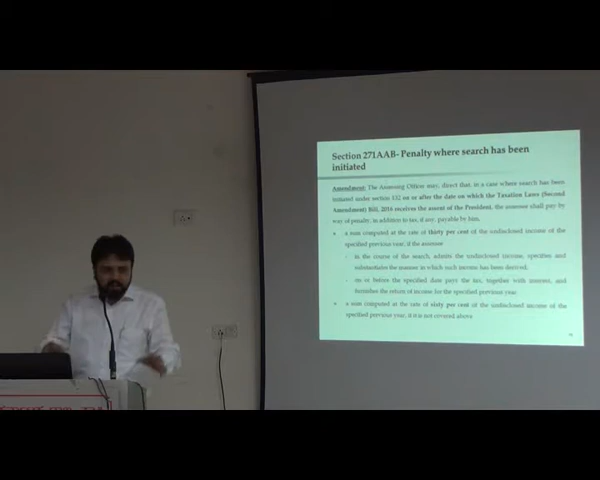 Section 271AAB- Penalty where search has been
initiated
Amendment: The Assessing Officer may, direct that, in a case where search has been
initiated under section 132 on or after the date on which the Taxation Laws (Second
Amendment) Bill, 2016 receives the assent of the President, the assessee shall pay by
way of penalty, in addition to tax, if any, payable by him,
a sum computed at the rate of thirty per cent of the undisclosed income of the
specified previous year, if the assessee
in the course of the search, admits the undisclosed income, specifies and
substantiates the manner in which such income has been derived.
on or before the specified date pays the tax, together with interest, and
furnishes the return of income for the specified previous year.
a sum computed at the rate of sixty per cent of the undisclosed income of the
specified previous year, if it is not covered above